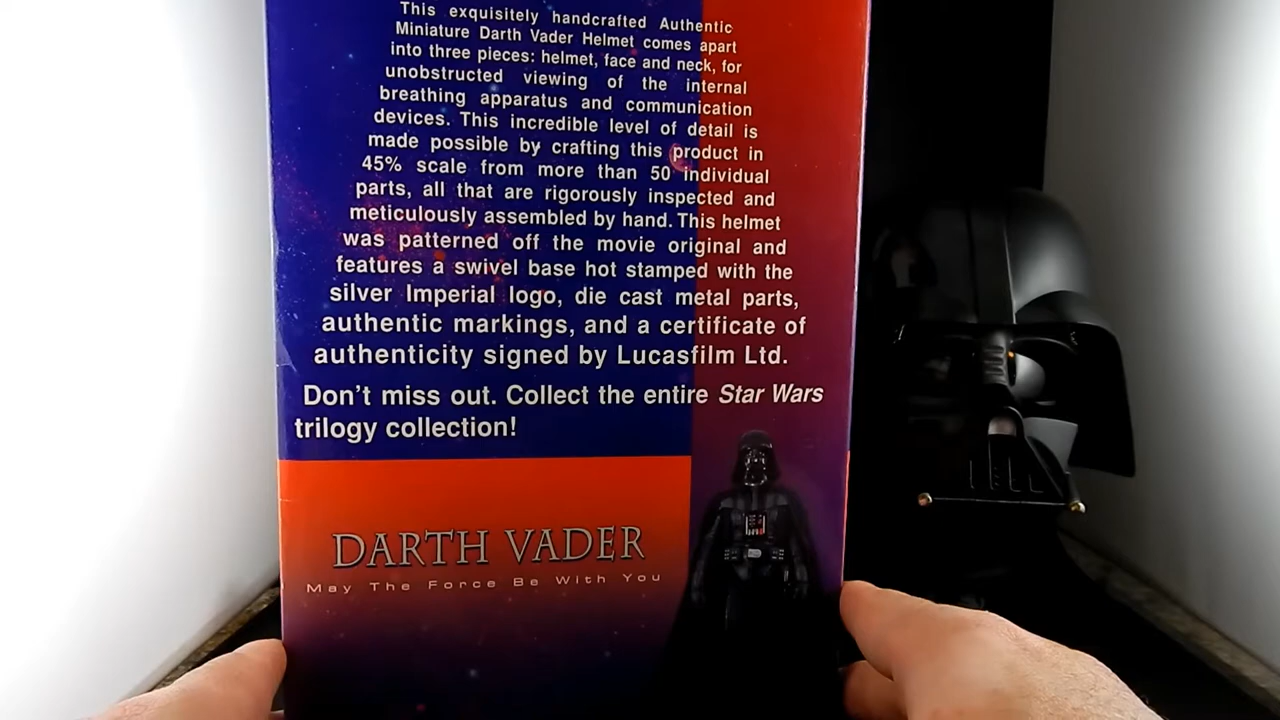 This exquisitely handcrafted Authentic
Miniature Darth Vader Helmet comes apart
into three pieces: helmet, face and neck, for
unobstructed viewing of the internal
breathing apparatus and communication
devices. This incredible level of detail is
made possible by crafting this product in
45% scale from more than 50 individual
parts, all that are rigorously inspected and
meticulously assembled by hand. This helmet
was patterned off the movie original and
features a swivel base hot stamped with the
silver Imperial logo, die cast metal parts,
authentic markings, and a certificate of
authenticity signed by Lucasfilm Ltd.
Don't miss out. Collect the entire Star Wars
trilogy collection!
DARTH VADER
May The Force Be With You